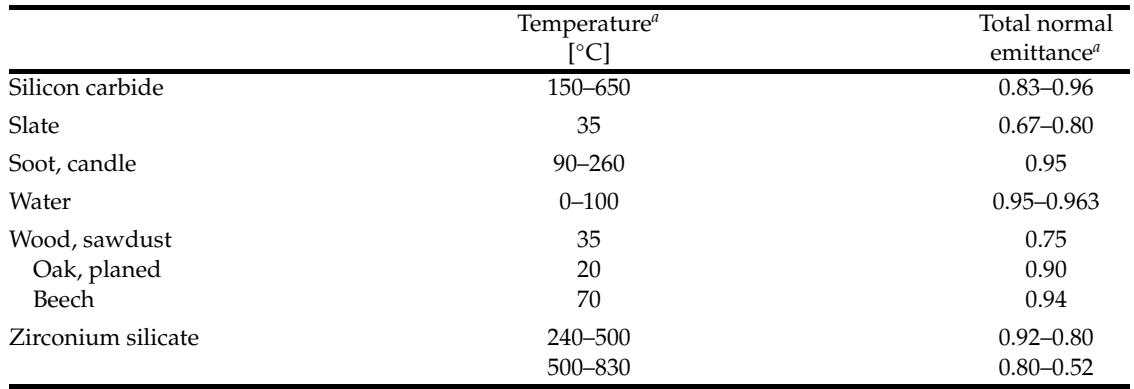 Temperatureᵃ Total normal
[°C] emittanceᵃ
Silicon carbide 150–650 0.83–0.96
Slate 35 0.67–0.80
Soot, candle 90–260 0.95
Water 0–100 0.95–0.963
Wood, sawdust 35 0.75
Oak, planed 20 0.90
Beech 70 0.94
Zirconium silicate 240–500 0.92–0.80
500–830 0.80–0.52